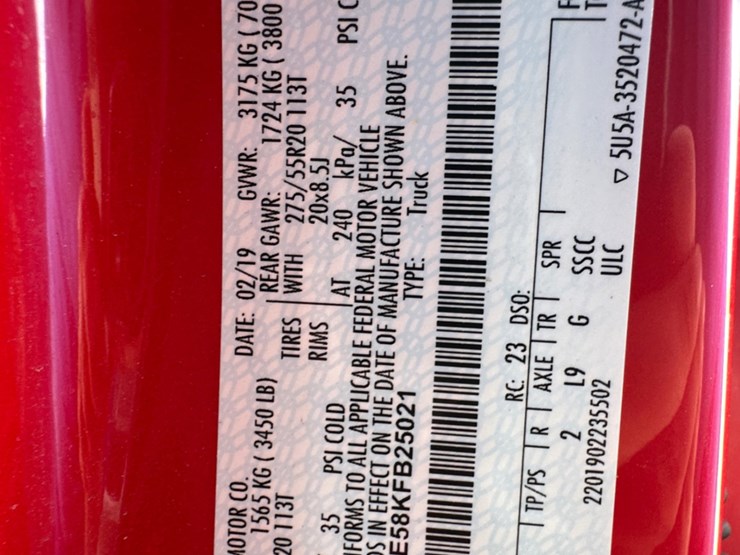 MOTOR CO.
DATE: 02/19 GVWR: 3175 KG ( 70
1565 KG ( 3450 LB) REAR GAWR: 1724 KG ( 3800
20 113T TIRES WITH 275/55R20 113T
RIMS 20x8.5J
35 PSI COLD AT 240 kPa/ 35 PSI C
FORMS TO ALL APPLICABLE FEDERAL MOTOR VEHICLE
S IN EFFECT ON THE DATE OF MANUFACTURE SHOWN ABOVE.
E58KFB25021 TYPE: Truck
RC: 23 DSO:
TP/PS R AXLE TR SPR
2 L9 G SSCC
2201902235502 ULC
5U5A-3520472-A